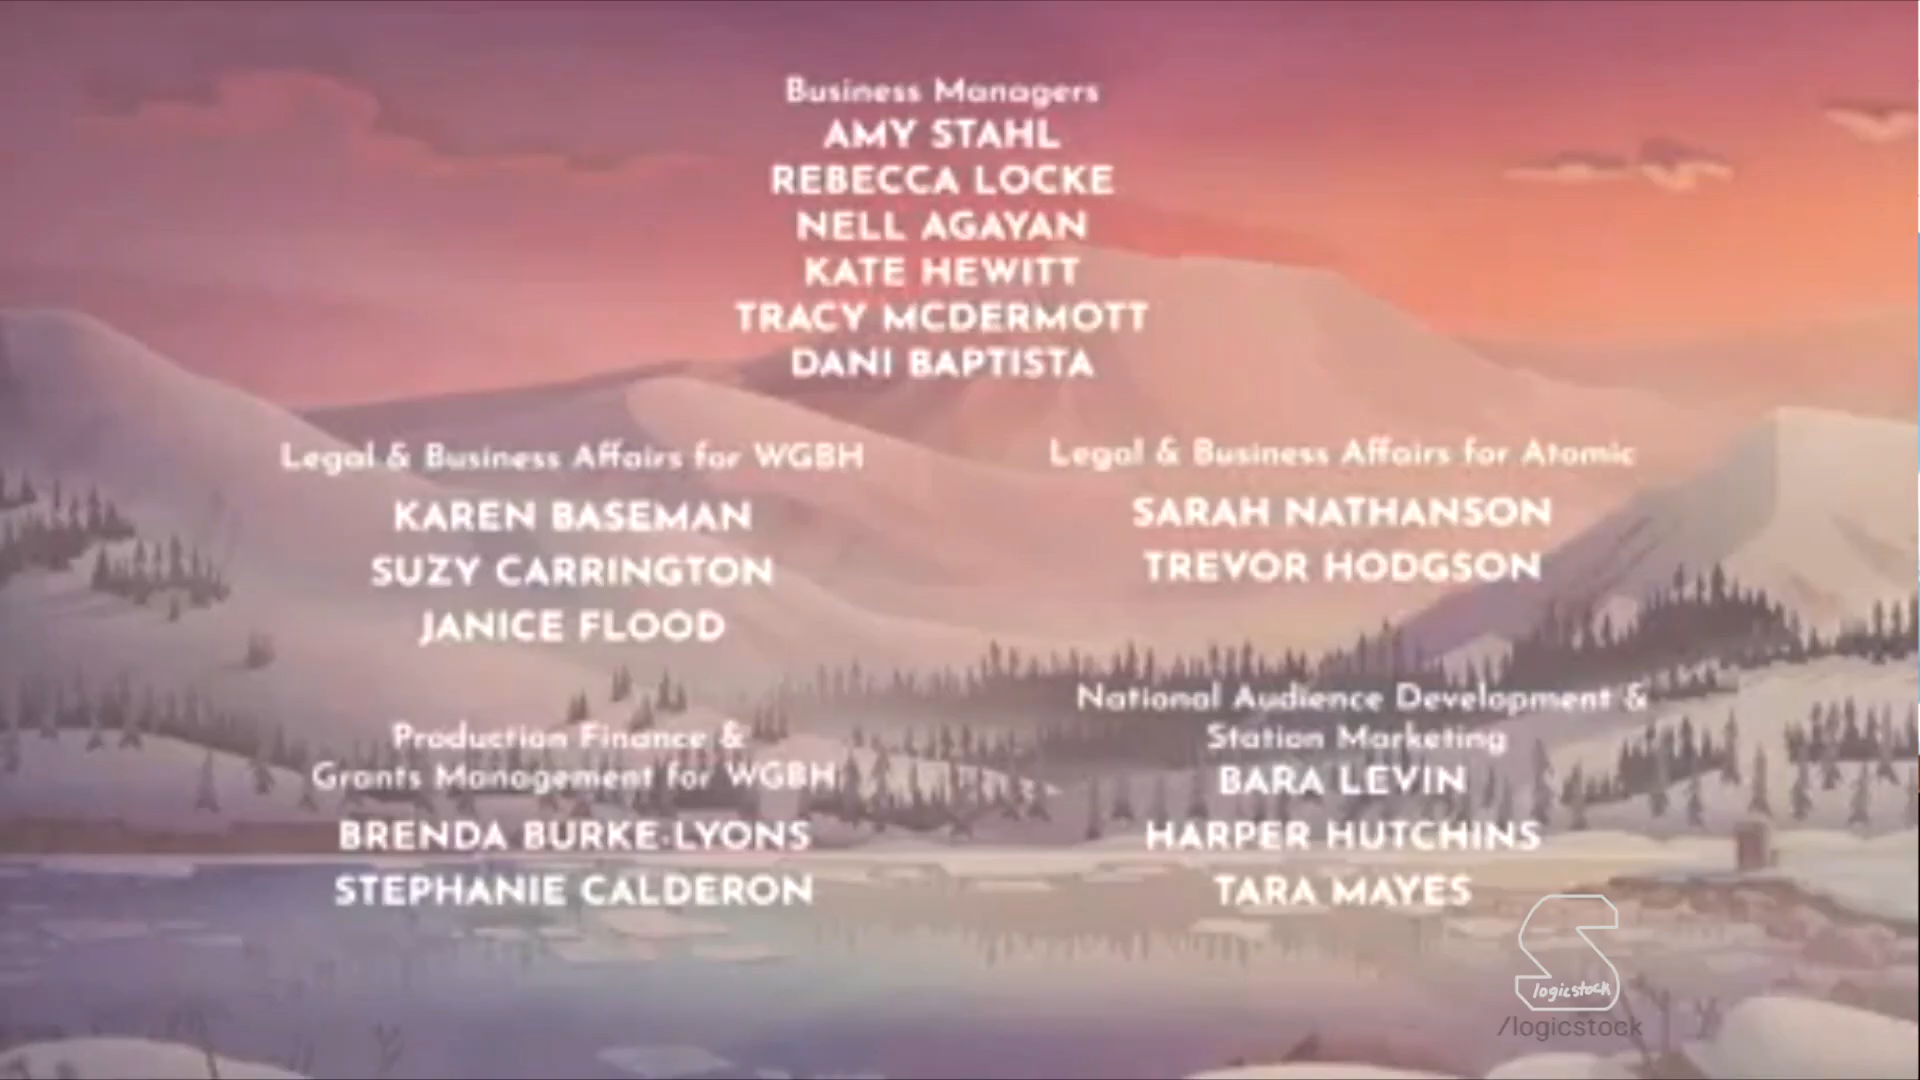 Business Managers
AMY STAHL
REBECCA LOCKE
NELL AGAYAN
KATE HEWITT
TRACY MCDERMOTT
DANI BAPTISTA
Legal & Business Affairs for WGBH
KAREN BASEMAN
SUZY CARRINGTON
JANICE FLOOD
Legal & Business Affairs for Atomic
SARAH NATHANSON
TREVOR HODGSON
Production Finance &
Grants Management for WGBH
BRENDA BURKE-LYONS
STEPHANIE CALDERON
National Audience Development &
Station Marketing
BARA LEVIN
HARPER HUTCHINS
TARA MAYES
logicstock
/logicstock